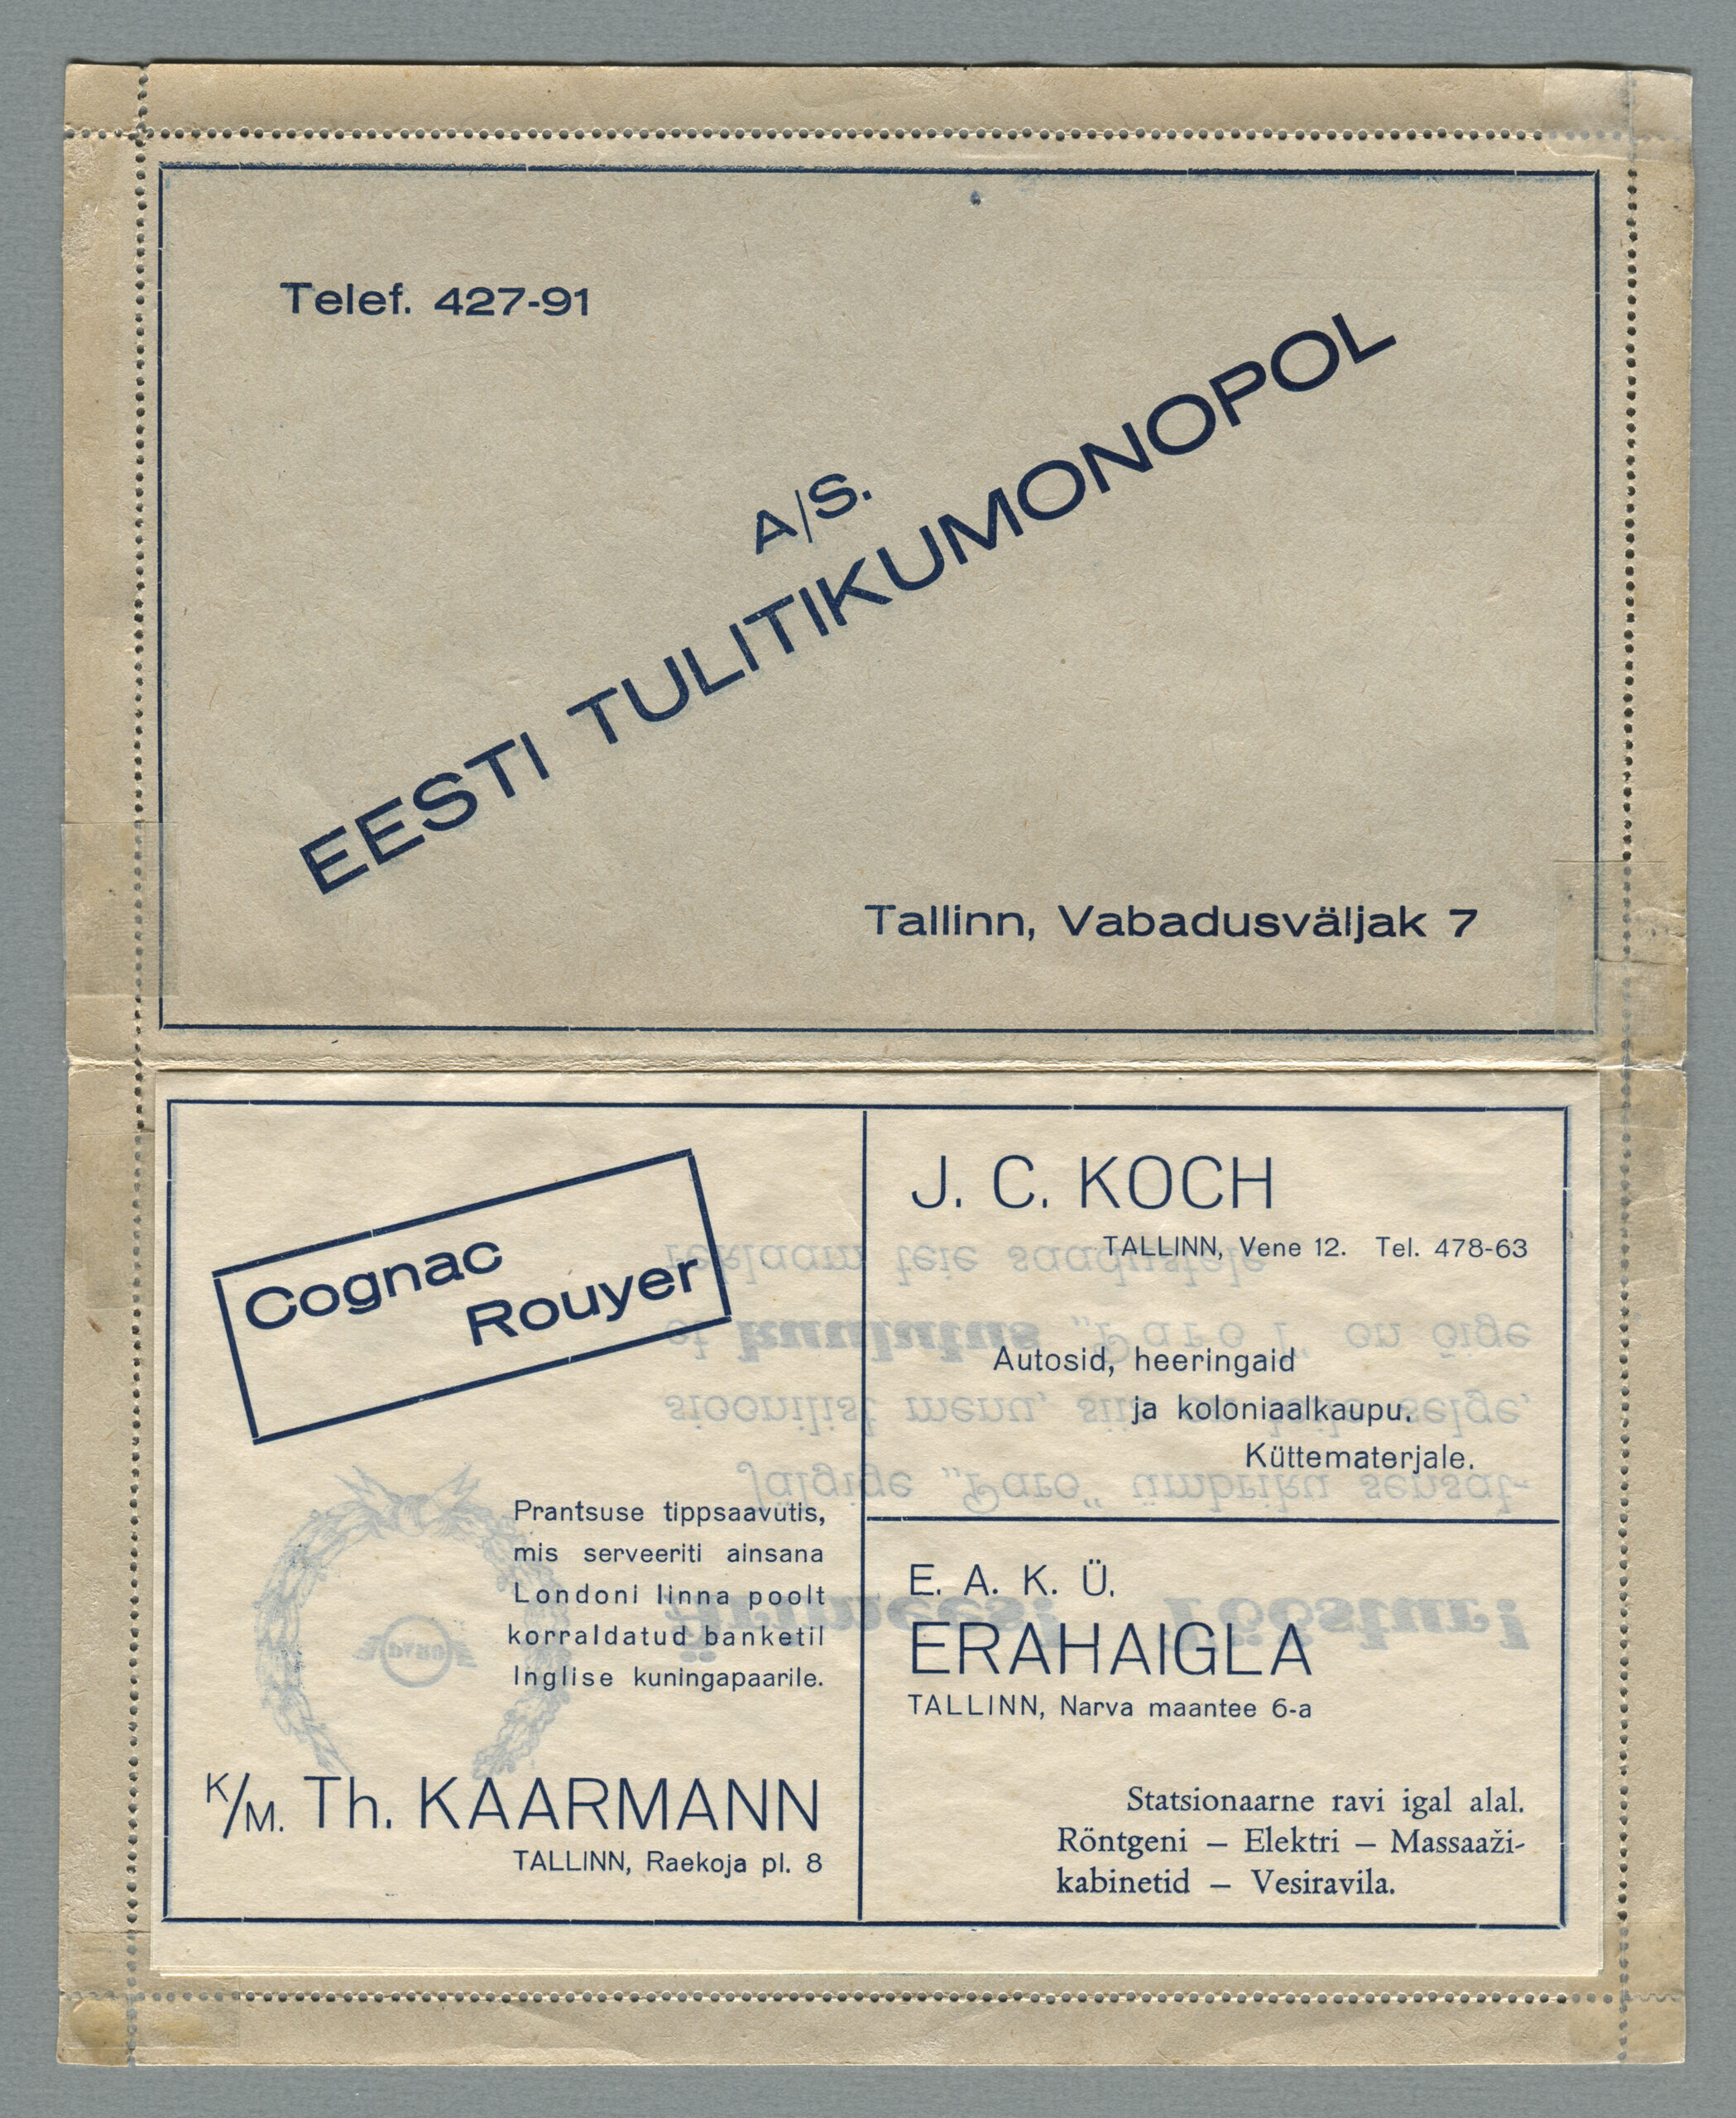 Telef. 427-91
A/S.
EESTI TULITIKUMONOPOL
Tallinn, Vabadusväljak 7
Cognac
Rouyer
Prantsuse tippsaavutis,
mis serveeriti ainsana
Londoni linna poolt
korraldatud banketil
Inglise kuningapaarile.
K/M. Th. KAARMANN
TALLINN, Raekoja pl. 8
J. C. KOCH
TALLINN, Vene 12. Tel. 478-63
Autosid, heeringaid
ja koloniaalkaupu.
Küttematerjale.
E. A. K. Ü.
ERAHAIGLA
TALLINN, Narva maantee 6-a
Statsionaarne ravi igal alal.
Röntgeni – Elektri – Massaaži-
kabinetid – Vesiravila.